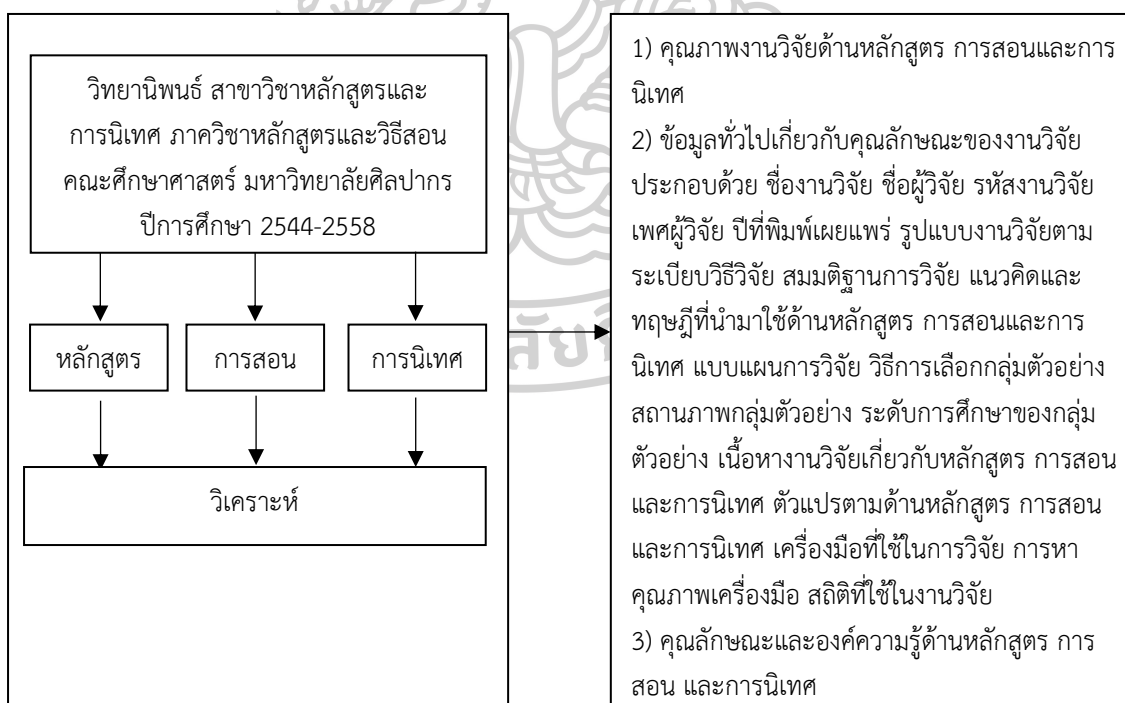 วิทยานิพนธ์ สาขาวิชาหลักสูตรและ
การนิเทศ ภาควิชาหลักสูตรและวิธีสอน
คณะศึกษาศาสตร์ มหาวิทยาลัยศิลปากร
ปีการศึกษา 2544-2558
หลักสูตร
การสอน
การนิเทศ
วิเคราะห์
1) คุณภาพงานวิจัยด้านหลักสูตร การสอนและการ
นิเทศ
2) ข้อมูลทั่วไปเกี่ยวกับคุณลักษณะของงานวิจัย
ประกอบด้วย ชื่องานวิจัย ชื่อผู้วิจัย รหัสงานวิจัย
เพศผู้วิจัย ปีที่พิมพ์เผยแพร่ รูปแบบงานวิจัยตาม
ระเบียบวิธีวิจัย สมมติฐานการวิจัย แนวคิดและ
ทฤษฎีที่นำมาใช้ด้านหลักสูตร การสอนและการ
นิเทศ แบบแผนการวิจัย วิธีการเลือกกลุ่มตัวอย่าง
สถานภาพกลุ่มตัวอย่าง ระดับการศึกษาของกลุ่ม
ตัวอย่าง เนื้อหางานวิจัยเกี่ยวกับหลักสูตร การสอน
และการนิเทศ ตัวแปรตามด้านหลักสูตร การสอน
และการนิเทศ เครื่องมือที่ใช้ในการวิจัย การหา
คุณภาพเครื่องมือ สถิติที่ใช้ในงานวิจัย
3) คุณลักษณะและองค์ความรู้ด้านหลักสูตร การ
สอน และการนิเทศ